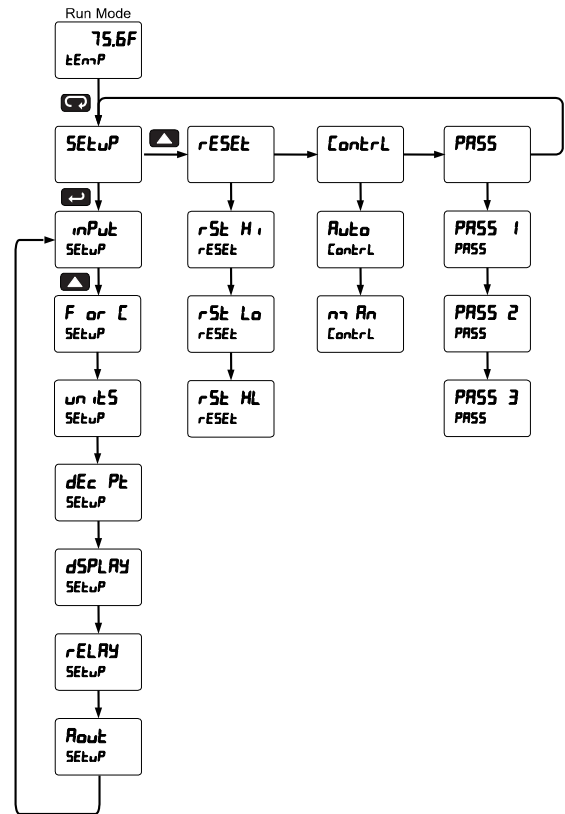 Run Mode
75.6F
tEmP
SEtuP
rESEt
ContrL
PASS
inPut
SEtuP
rSt Hi
rESEt
Auto
ContrL
PASS 1
PASS
F or C
SEtuP
rSt Lo
rESEt
mAn
ContrL
PASS 2
PASS
unitS
SEtuP
rSt HL
rESEt
PASS 3
PASS
dEc Pt
SEtuP
dSPLAY
SEtuP
rELAY
SEtuP
Aout
SEtuP